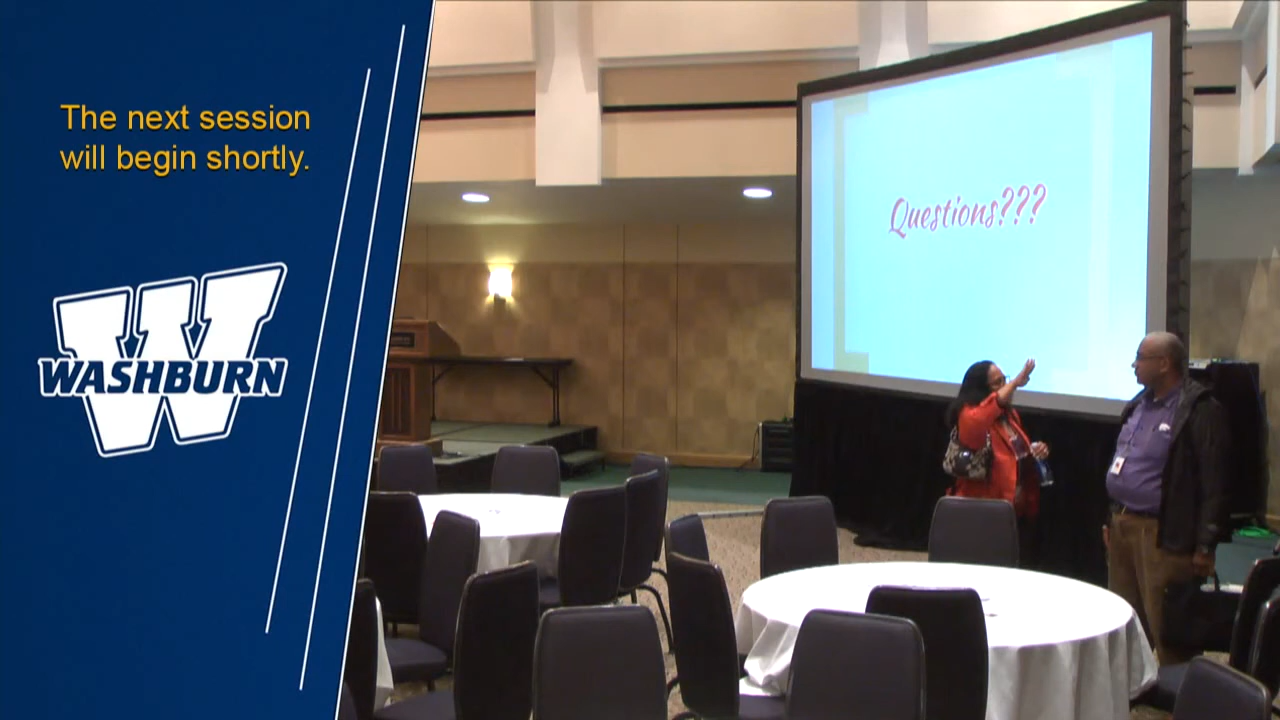 The next session
will begin shortly.
WASHBURN
Questions???